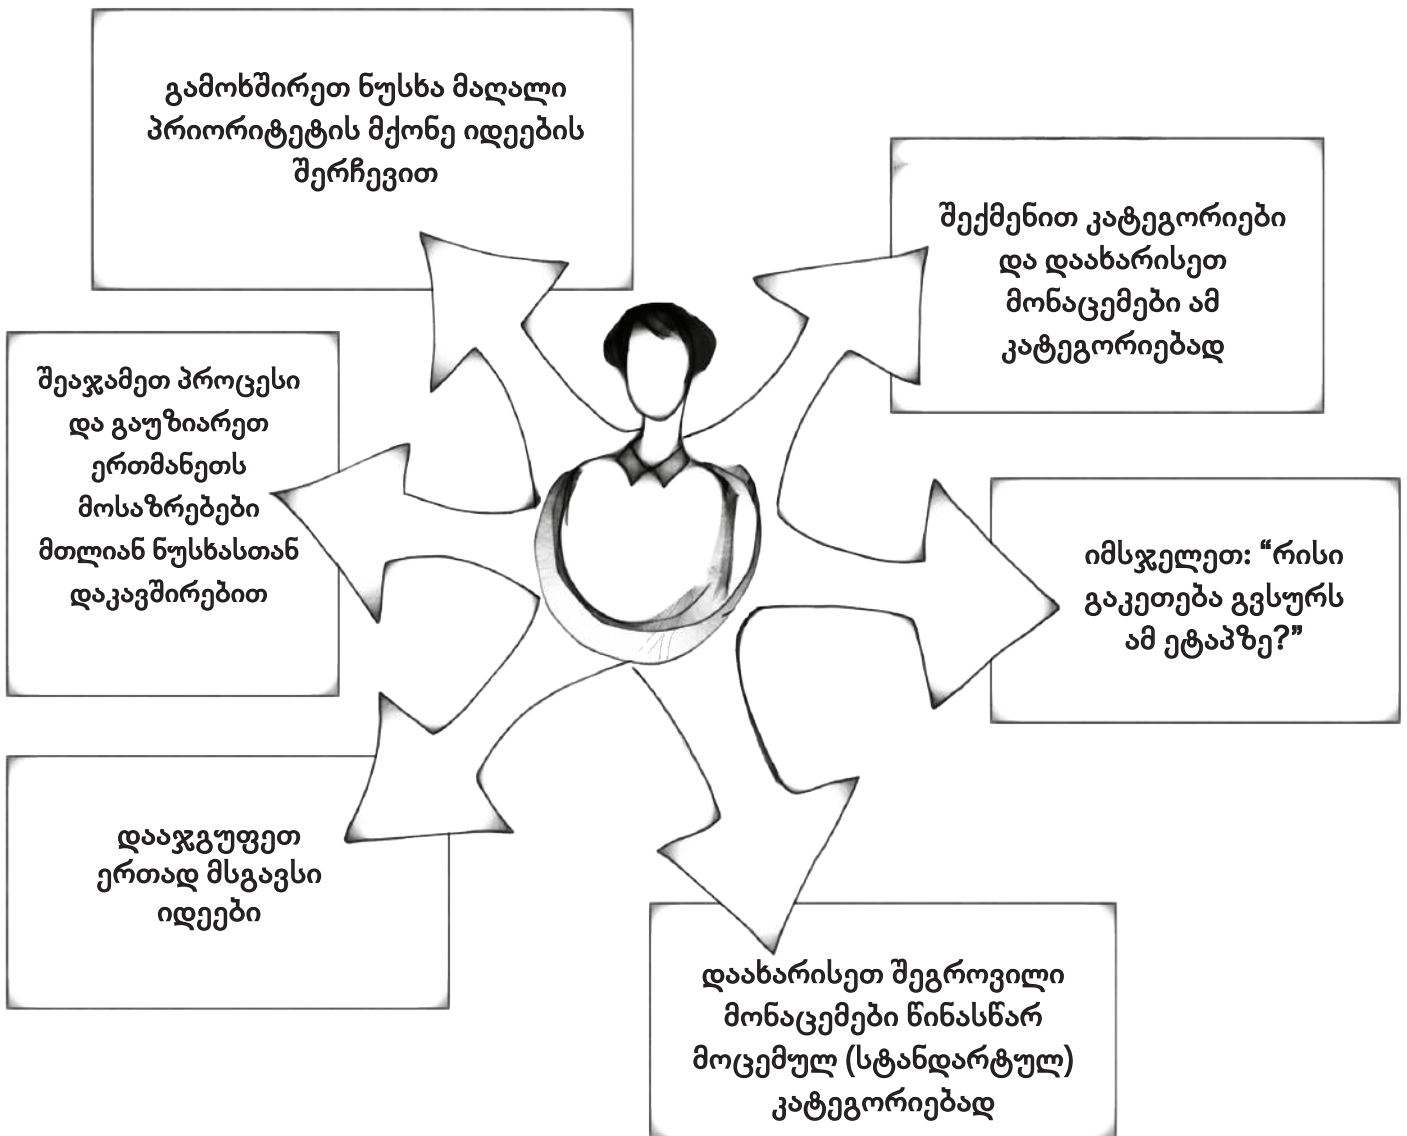 გამოხშირეთ ნუსხა მაღალი
პრიორიტეტის მქონე იდეების
შერჩევით
შექმენით კატეგორიები
და დაახარისეთ
მონაცემები ამ
კატეგორიებად
შეაჯამეთ პროცესი
და გაუზიარეთ
ერთმანეთს
მოსაზრებები
მთლიან ნუსხასთან
დაკავშირებით
იმსჯელეთ: “რისი
გაკეთება გვსურს
ამ ეტაპზე?”
დააჯგუფეთ
ერთად მსგავსი
იდეები
დაახარისეთ შეგროვილი
მონაცემები წინასწარ
მოცემულ (სტანდარტულ)
კატეგორიებად